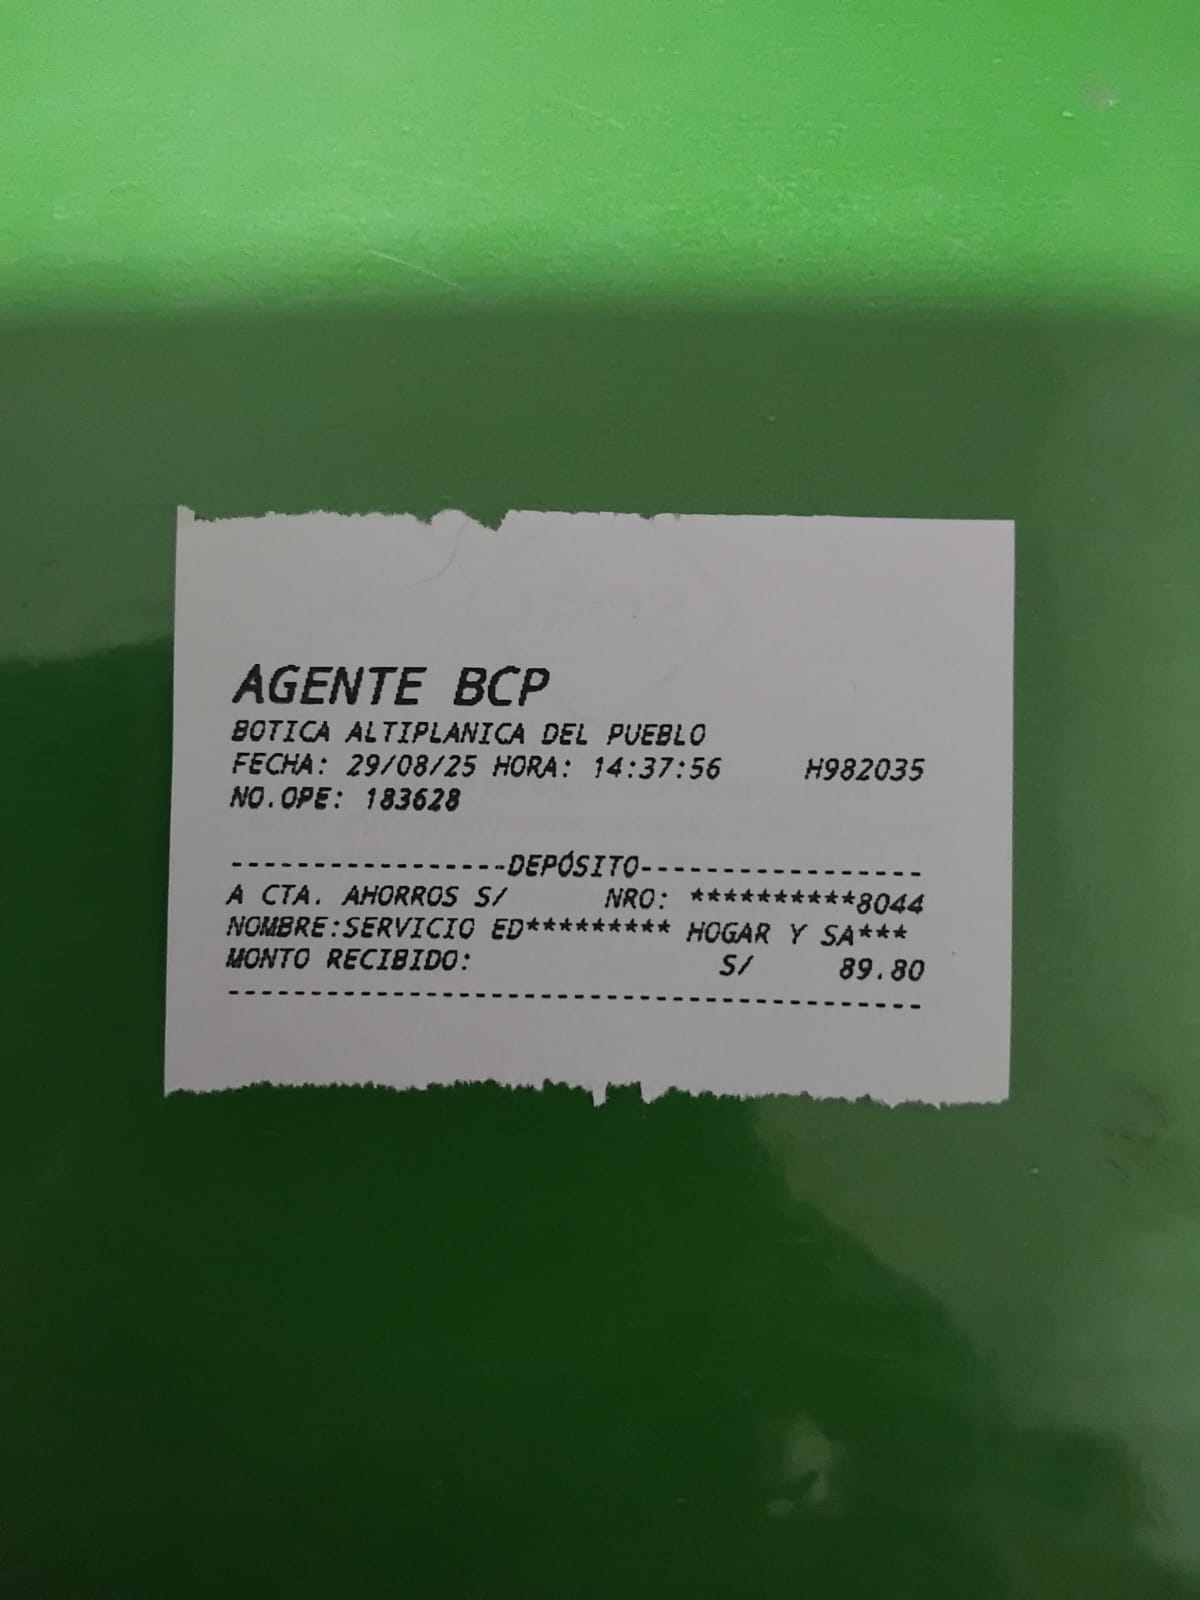 AGENTE BCP
BOTICA ALTIPLANICA DEL PUEBLO
FECHA: 29/08/25 HORA: 14:37:56 H982035
NO.OPE: 183628
-----------------DEPÓSITO-----------------
A CTA. AHORROS S/ NRO: **********8044
NOMBRE:SERVICIO ED********* HOGAR Y SA***
MONTO RECIBIDO: S/ 89.80
------------------------------------------